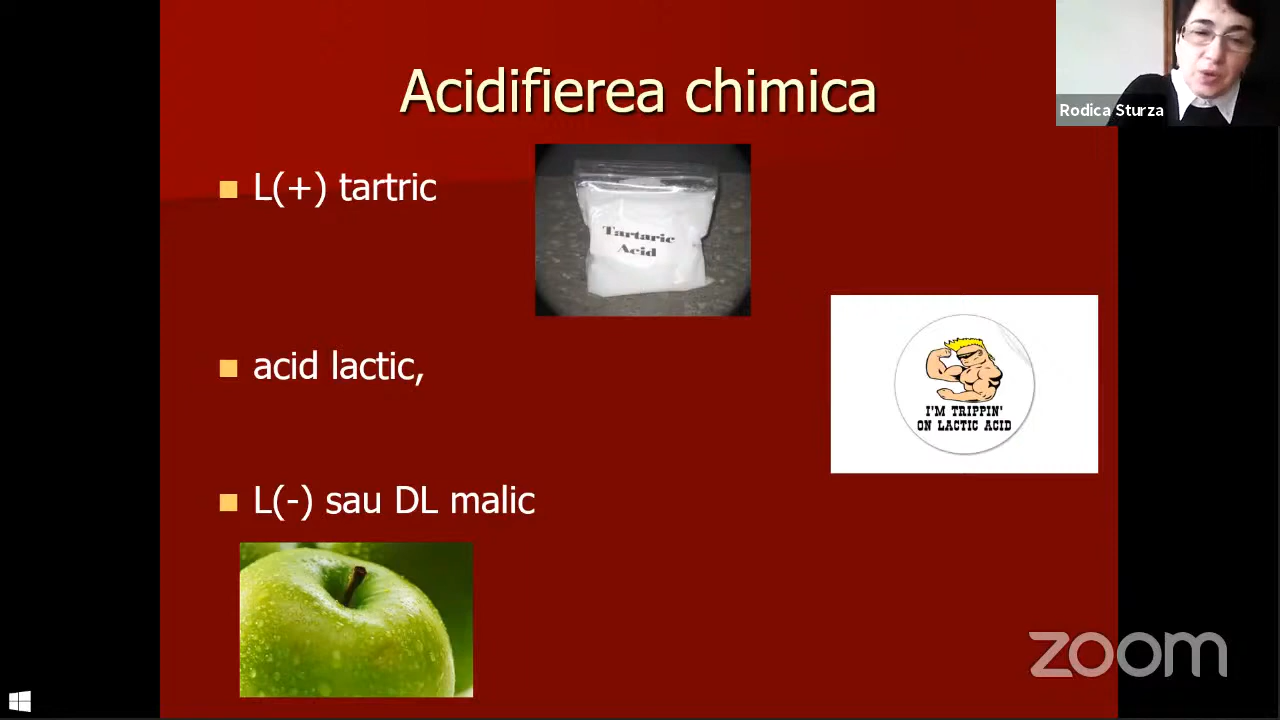 Acidifierea chimica
Rodica Sturza
L(+) tartric
Tartaric
Acid
acid lactic,
I'M TRIPPIN'
ON LACTIC ACID
L(-) sau DL malic
zoom